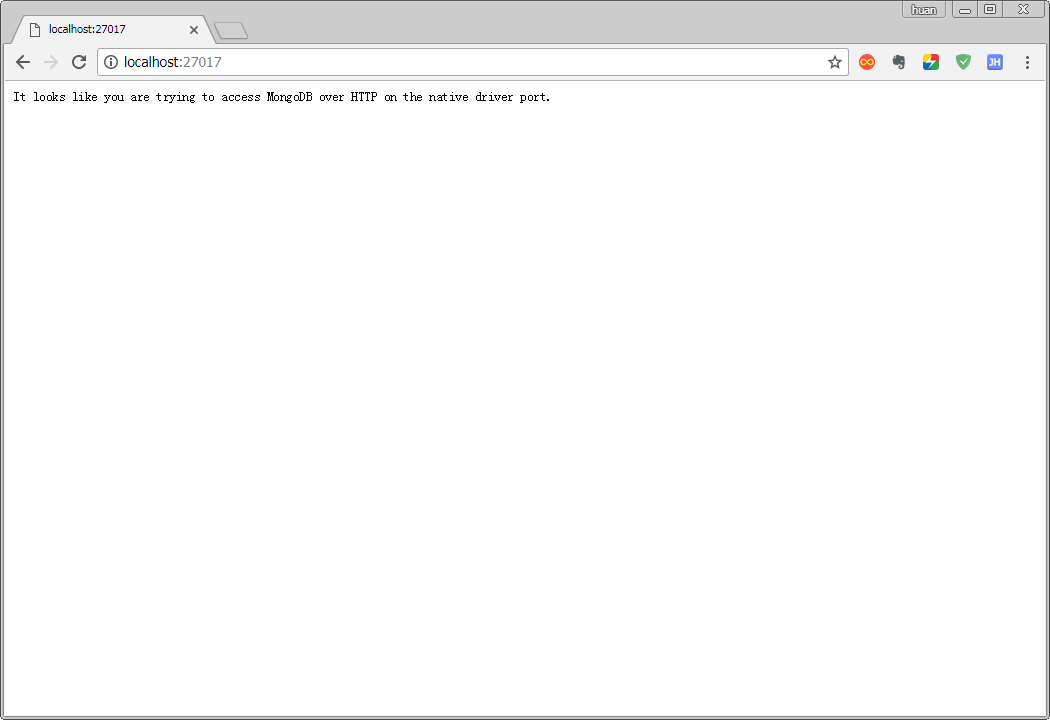 huan
localhost:27017
localhost:27017
JH
It looks like you are trying to access MongoDB over HTTP on the native driver port.